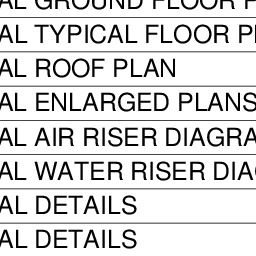 AL GROUND FLOOR P
AL TYPICAL FLOOR P
AL ROOF PLAN
AL ENLARGED PLANS
AL AIR RISER DIAGRA
AL WATER RISER DIA
AL DETAILS
AL DETAILS